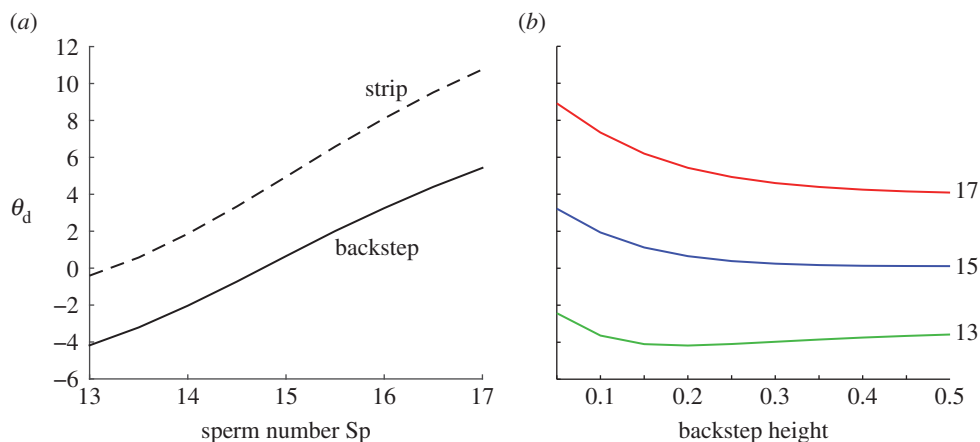 (a)
12
10
8
6
4
2
0
−2
−4
−6
θd
strip
backstep
13 14 15 16 17
sperm number Sp
(b)
17
15
13
0.1 0.2 0.3 0.4 0.5
backstep height